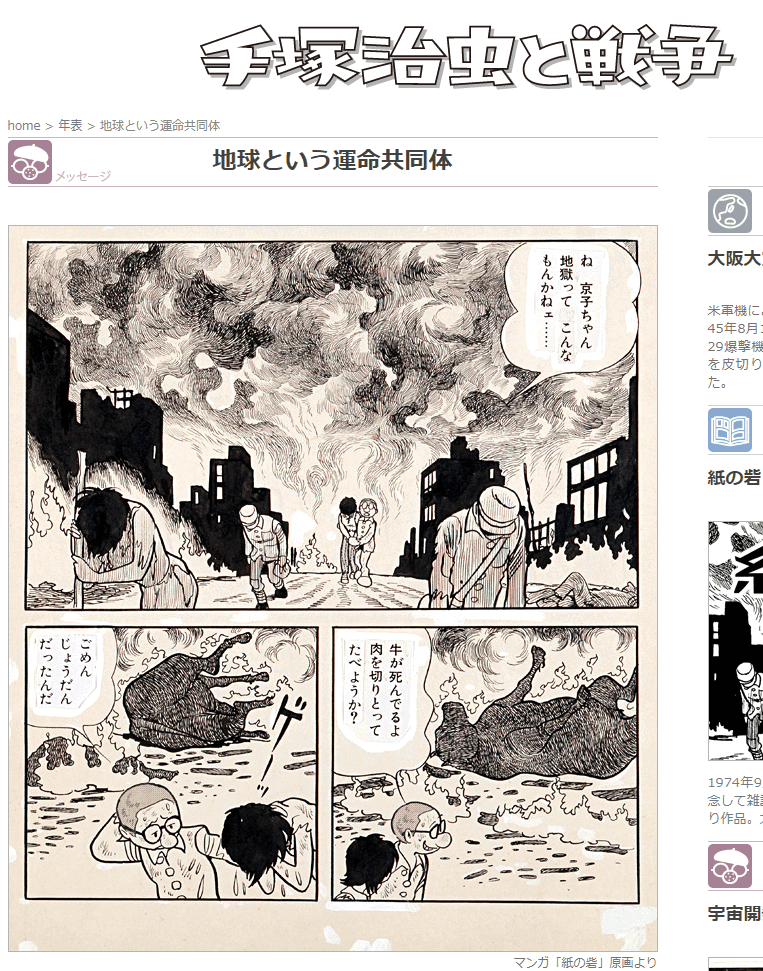 手塚治虫と戦争
home > 年表 > 地球という運命共同体
メッセージ
地球という運命共同体
ね　京子ちゃん
地獄って　こんな
もんかねェ……
牛が死んでるよ
肉を切りとって
たべようか？
ゲーッ
ごめん
じょうだん
だったんだ
マンガ「紙の砦」原画より
大阪大
米軍機に
45年8月
29爆撃機
を皮切り
た。
紙の砦
1974年9
念して雑
り作品。
宇宙開